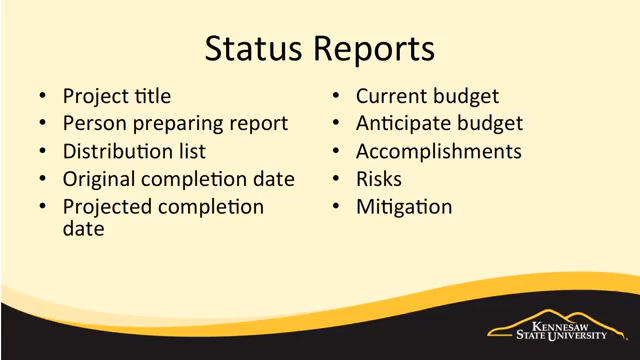 Status Reports
• Project title
• Person preparing report
• Distribution list
• Original completion date
• Projected completion
date
• Current budget
• Anticipate budget
• Accomplishments
• Risks
• Mitigation
KENNESAW
STATE UNIVERSITY